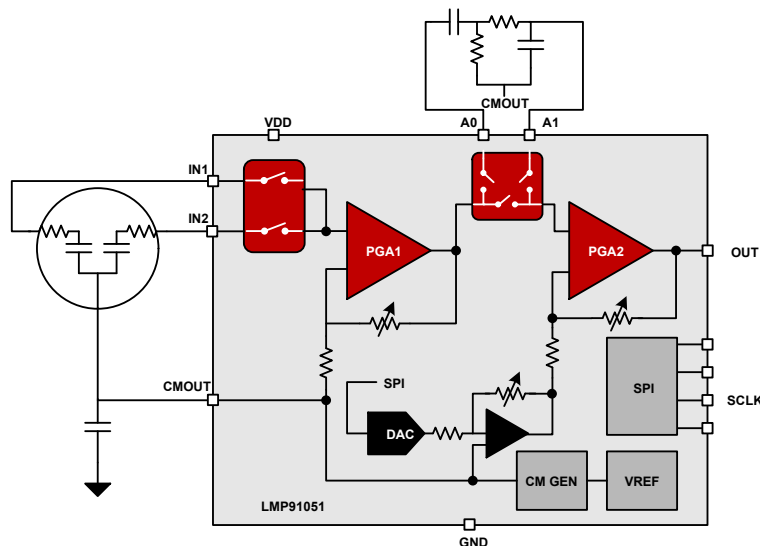 CMOUT
VDD
A0
A1
IN1
IN2
PGA1
PGA2
OUT
CMOUT
SPI
SPI
SCLK
DAC
CM GEN
VREF
LMP91051
GND